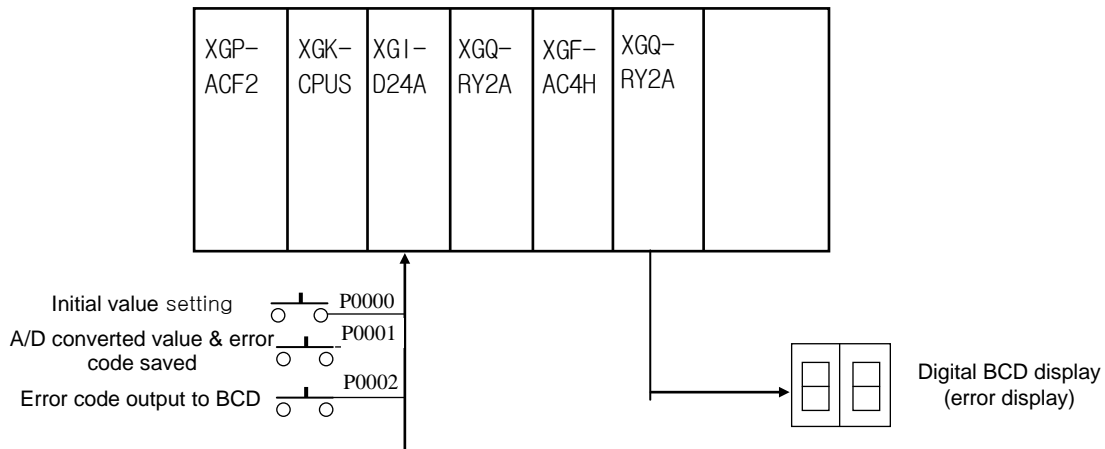 XGP-
ACF2
XGK-
CPUS
XGI-
D24A
XGQ-
RY2A
XGF-
AC4H
XGQ-
RY2A
Initial value setting
P0000
A/D converted value & error
code saved
P0001
Error code output to BCD
P0002
Digital BCD display
(error display)